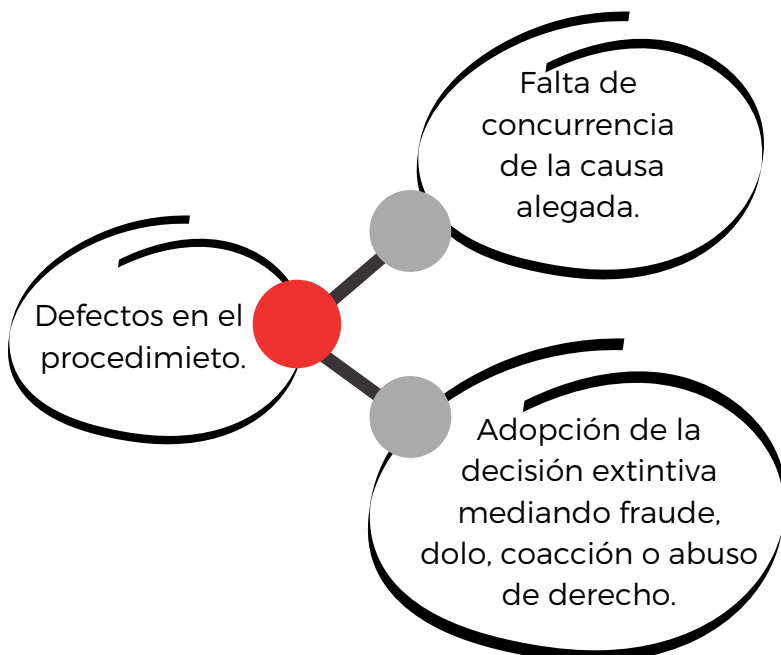 Falta de
concurrencia
de la causa
alegada.
Defectos en el
procedimieto.
Adopción de la
decisión extintiva
mediando fraude,
dolo, coacción o abuso
de derecho.